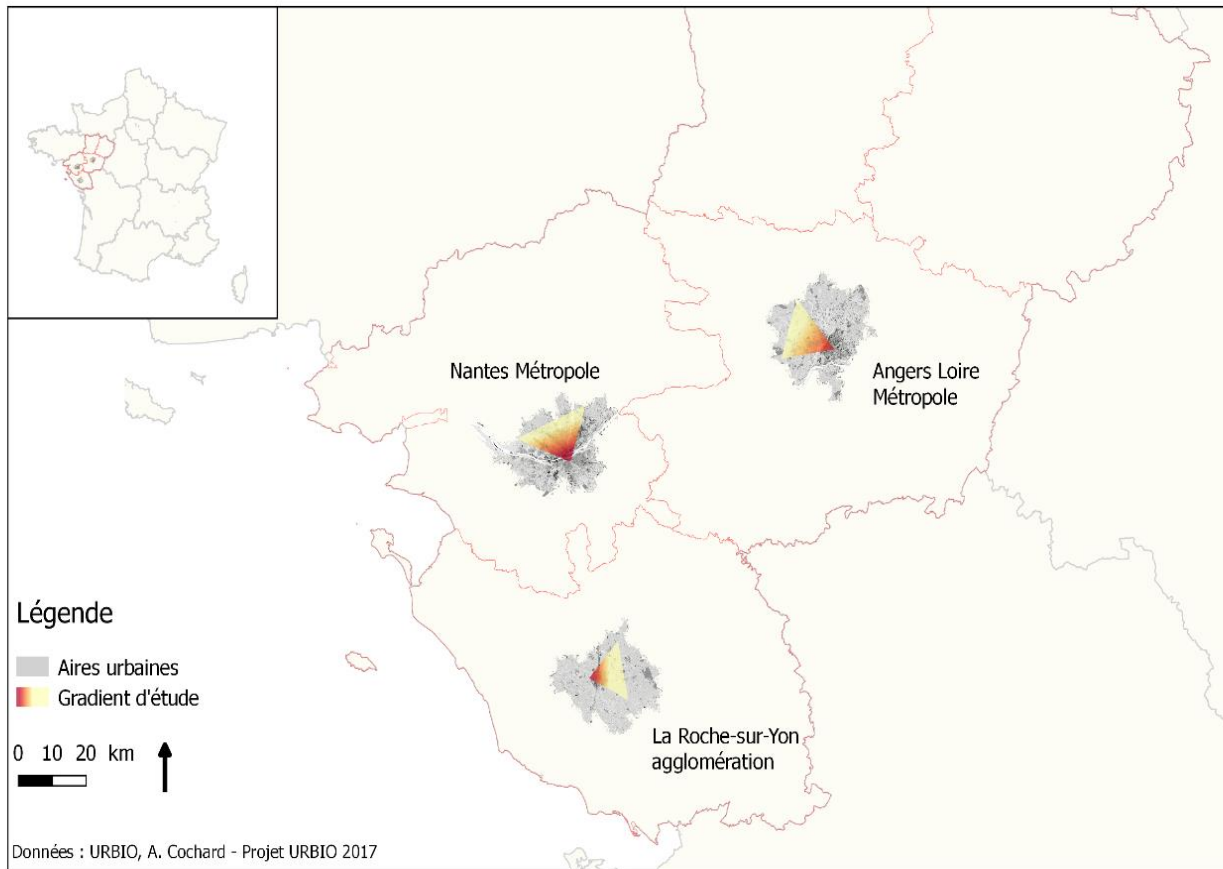 Nantes Métropole
Angers Loire
Métropole
La Roche-sur-Yon
agglomération
Légende
Aires urbaines
Gradient d'étude
0 10 20 km
Données : URBIO, A. Cochard - Projet URBIO 2017